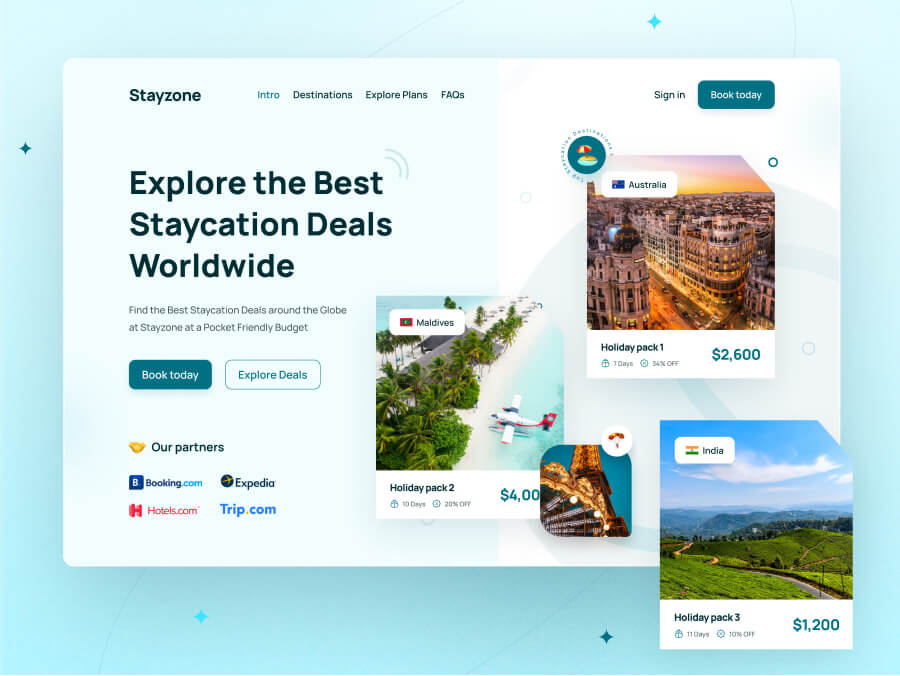 Stayzone
Intro
Destinations
Explore Plans
FAQs
Sign in
Book today
Explore the Best
Staycation Deals
Worldwide
Find the Best Staycation Deals around the Globe
at Stayzone at a Pocket Friendly Budget
Book today
Explore Deals
Our partners
B Booking.com
Expedia
H Hotels.com
Trip.com
Top Staycation Destinations
Australia
Holiday pack 1
7 Days
34% OFF
$2,600
Maldives
Holiday pack 2
10 Days
20% OFF
$4,00
India
Holiday pack 3
11 Days
10% OFF
$1,200